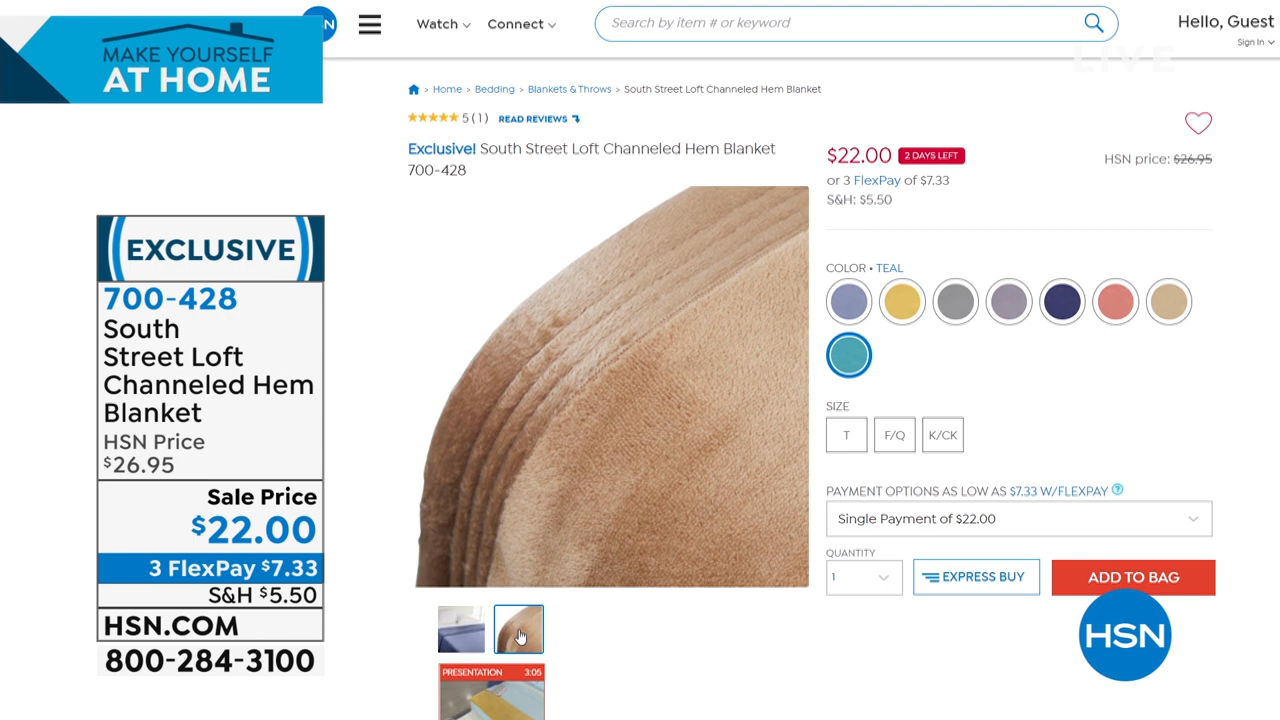 MAKE YOURSELF
AT HOME
N
Watch
Connect
Search by item # or keyword
Hello, Guest
Sign In
LIVE
> Home > Bedding > Blankets & Throws > South Street Loft Channeled Hem Blanket
5 (1) READ REVIEWS
Exclusive! South Street Loft Channeled Hem Blanket
700-428
$22.00 2 DAYS LEFT
HSN price: $26.95
or 3 FlexPay of $7.33
S&H: $5.50
COLOR • TEAL
SIZE
T F/Q K/CK
PAYMENT OPTIONS AS LOW AS $7.33 W/FLEXPAY ?
Single Payment of $22.00
QUANTITY
1
EXPRESS BUY
ADD TO BAG
HSN
PRESENTATION 3:05
EXCLUSIVE
700-428
South
Street Loft
Channeled Hem
Blanket
HSN Price
$26.95
Sale Price
$22.00
3 FlexPay $7.33
S&H $5.50
HSN.COM
800-284-3100